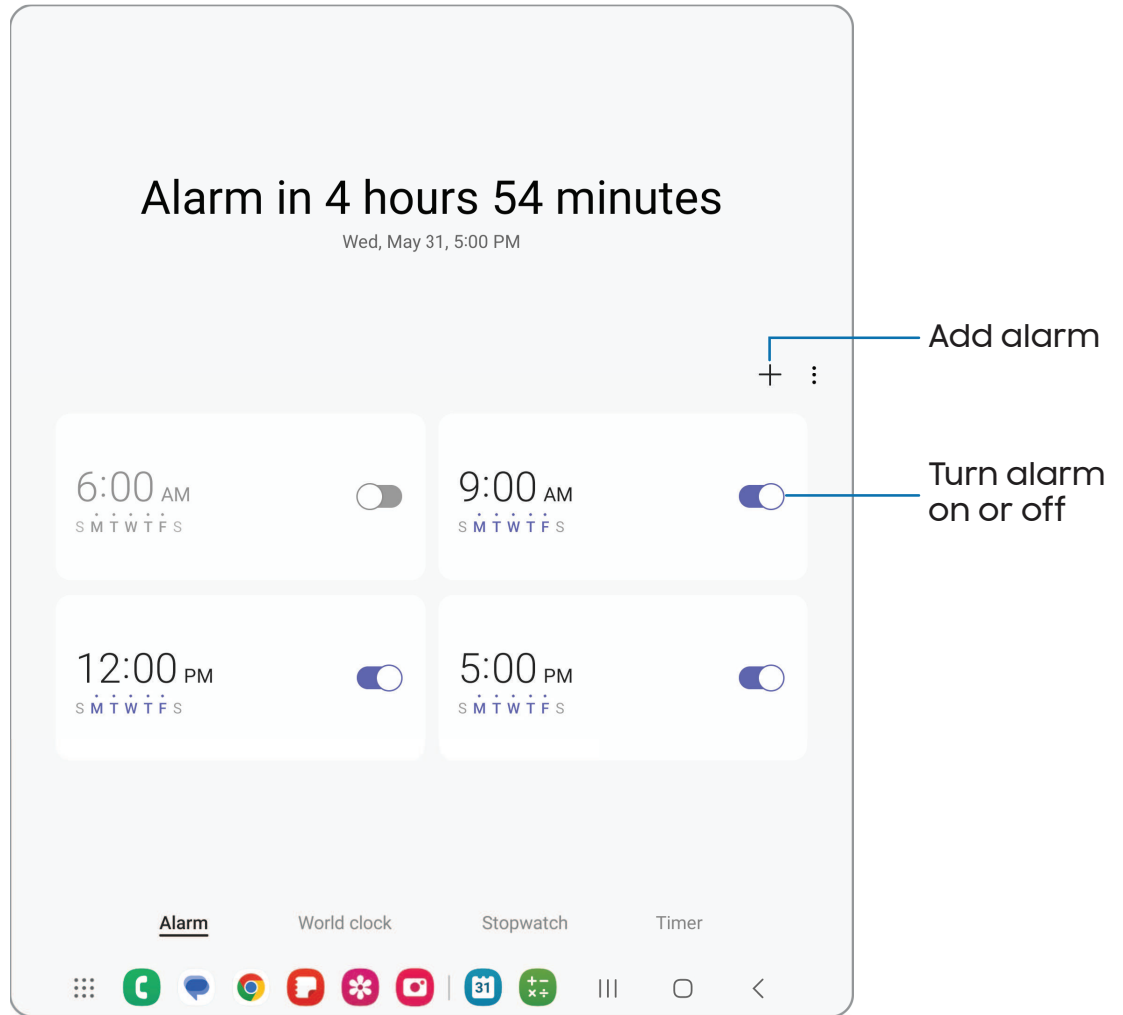 Alarm in 4 hours 54 minutes
Wed, May 31, 5:00 PM
Add alarm
6:00 AM
S M T W T F S
9:00 AM
S M T W T F S
Turn alarm
on or off
12:00 PM
S M T W T F S
5:00 PM
S M T W T F S
Alarm World clock Stopwatch Timer
31